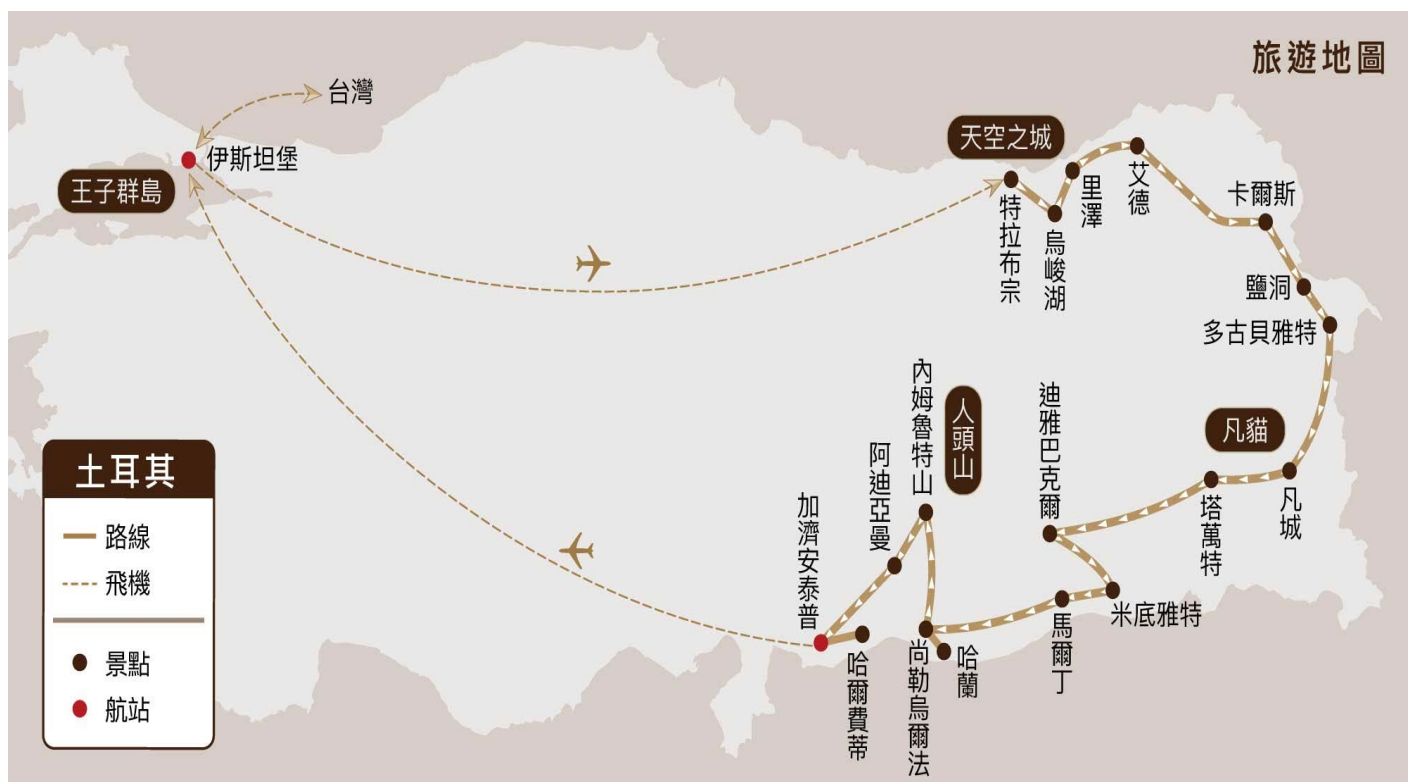 旅遊地圖
台灣
伊斯坦堡
王子群島
天空之城
特拉布宗
烏峻湖
里澤
艾德
卡爾斯
鹽洞
多古貝雅特
凡貓
凡城
塔萬特
迪雅巴克爾
米底雅特
馬爾丁
人頭山
內姆魯特山
哈蘭
尚勒烏爾法
阿迪亞曼
加濟安泰普
哈爾費蒂
土耳其
路線
飛機
景點
航站